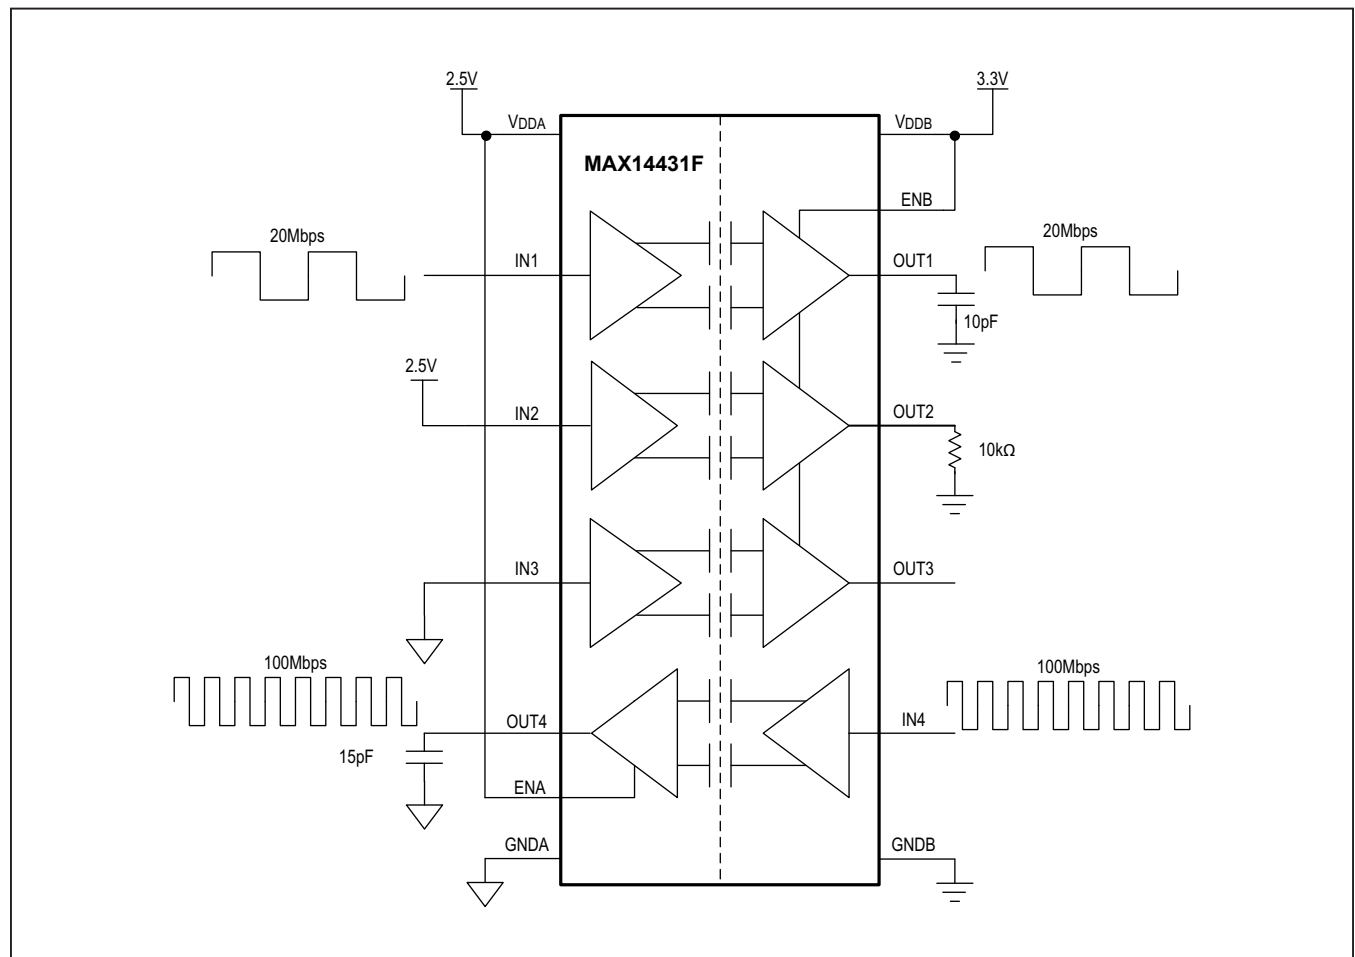 2.5V
3.3V
VDDA
VDDB
MAX14431F
ENB
20Mbps
IN1
OUT1
20Mbps
10pF
2.5V
IN2
OUT2
10kΩ
IN3
OUT3
100Mbps
100Mbps
OUT4
IN4
15pF
ENA
GNDA
GNDB